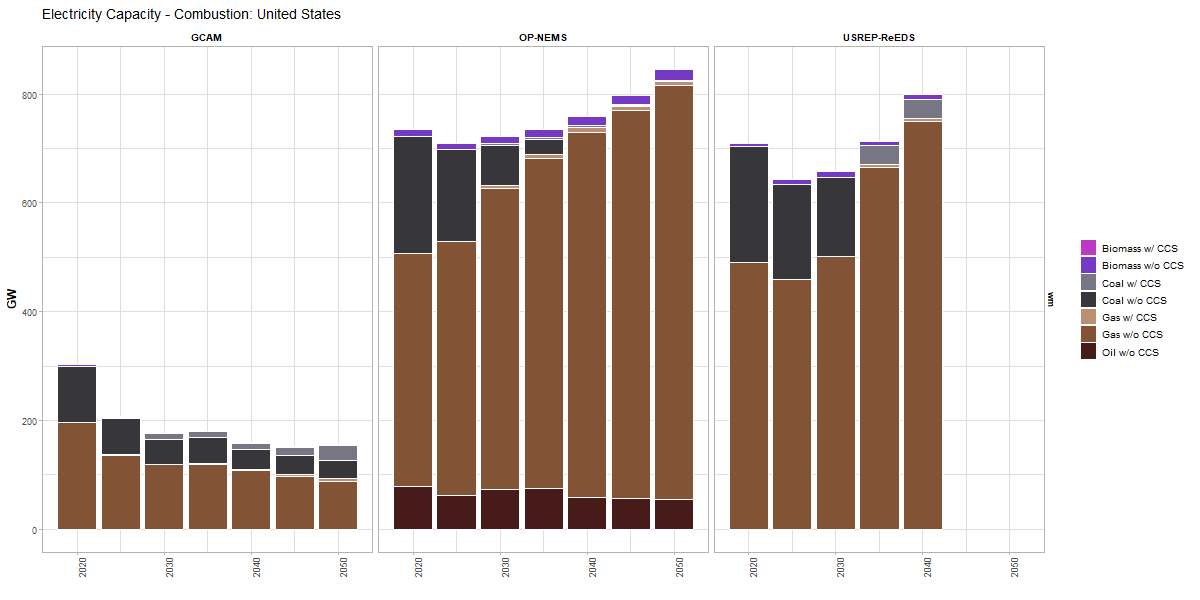 Electricity Capacity - Combustion: United States
GCAM
OP-NEMS
USREP-ReEDS
GW
800
600
400
200
0
2020
2030
2040
2050
2020
2030
2040
2050
2020
2030
2040
2050
wm
Biomass w/ CCS
Biomass w/o CCS
Coal w/ CCS
Coal w/o CCS
Gas w/ CCS
Gas w/o CCS
Oil w/o CCS